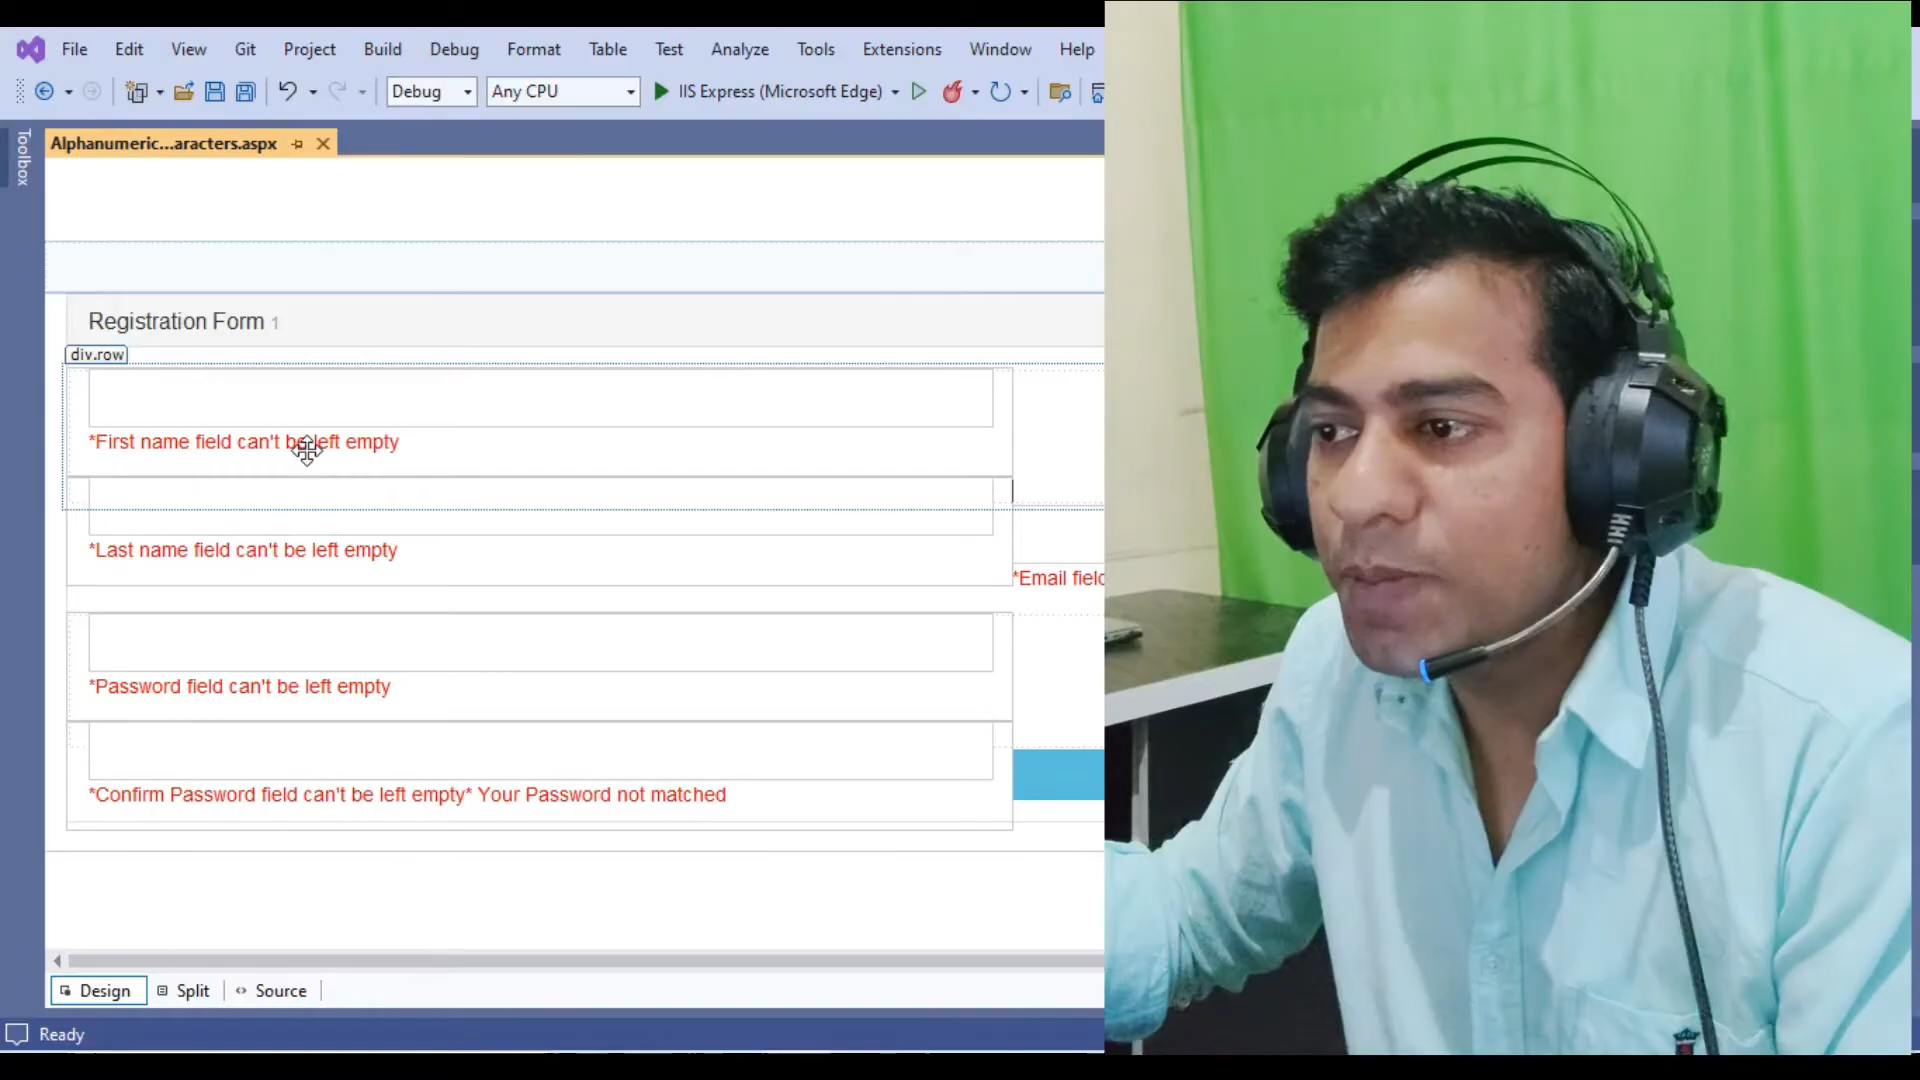 File Edit View Git Project Build Debug Format Table Test Analyze Tools Extensions Window Help
Debug Any CPU IIS Express (Microsoft Edge)
Toolbox
Alphanumeric...aracters.aspx
Registration Form 1
div.row
*First name field can't be left empty
*Last name field can't be left empty
*Email field
*Password field can't be left empty
*Confirm Password field can't be left empty* Your Password not matched
Design Split Source
Ready